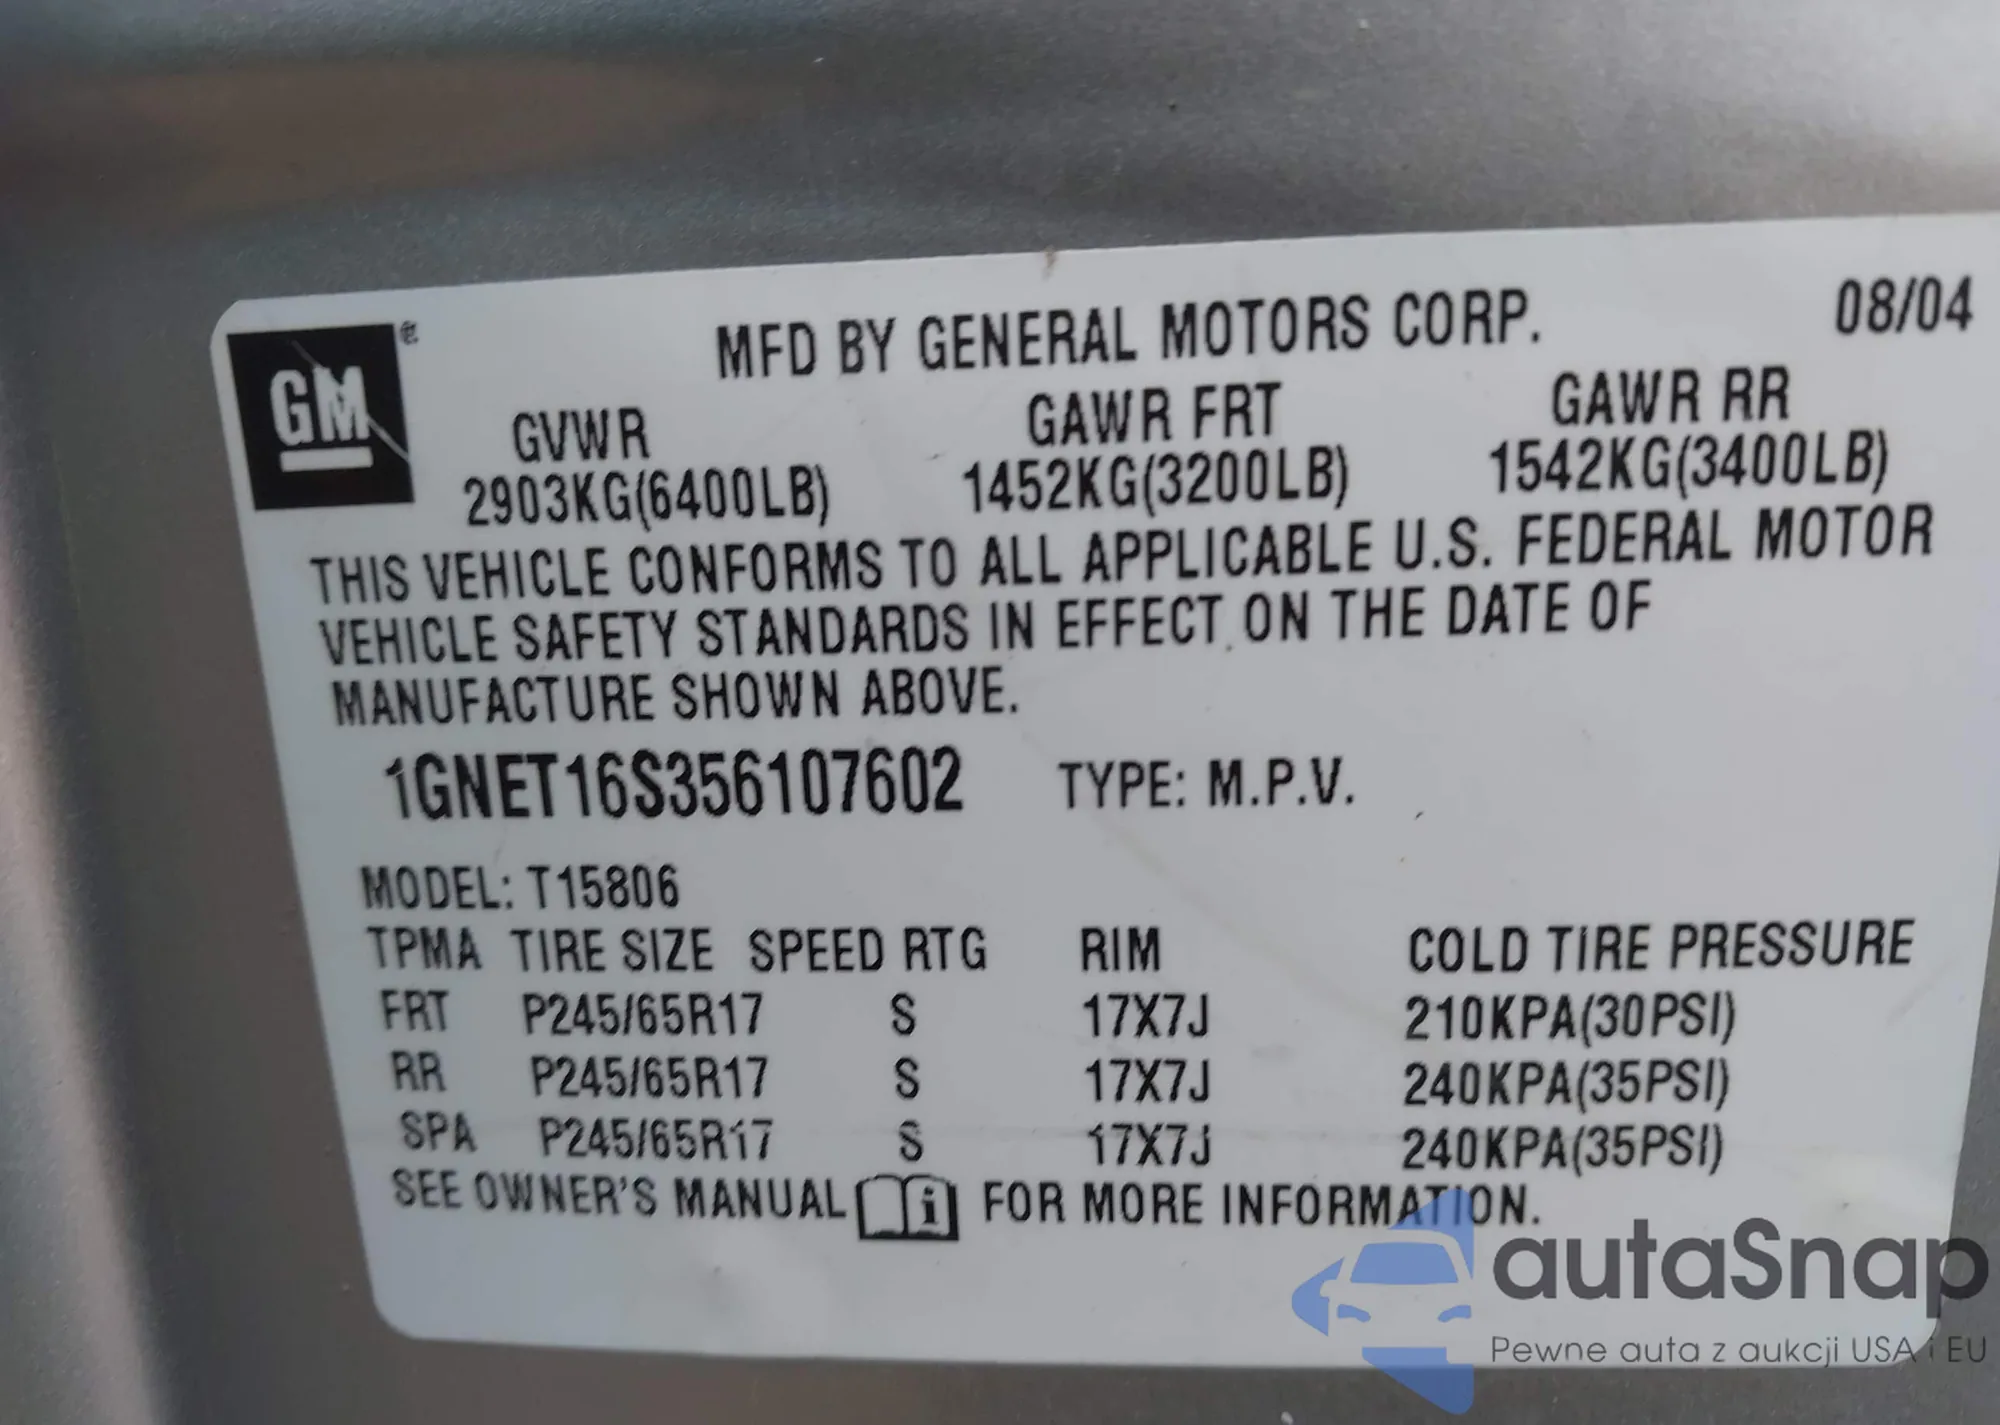 MFD BY GENERAL MOTORS CORP. 08/04
GM
GVWR GAWR FRT GAWR RR
2903KG(6400LB) 1452KG(3200LB) 1542KG(3400LB)
THIS VEHICLE CONFORMS TO ALL APPLICABLE U.S. FEDERAL MOTOR
VEHICLE SAFETY STANDARDS IN EFFECT ON THE DATE OF
MANUFACTURE SHOWN ABOVE.
1GNET16S356107602 TYPE: M.P.V.
MODEL: T15806
TPMA TIRE SIZE SPEED RTG RIM COLD TIRE PRESSURE
FRT P245/65R17 S 17X7J 210KPA(30PSI)
RR P245/65R17 S 17X7J 240KPA(35PSI)
SPA P245/65R17 S 17X7J 240KPA(35PSI)
SEE OWNER'S MANUAL i FOR MORE INFORMATION.
autaSnap
Pewne auta z aukcji USA i EU